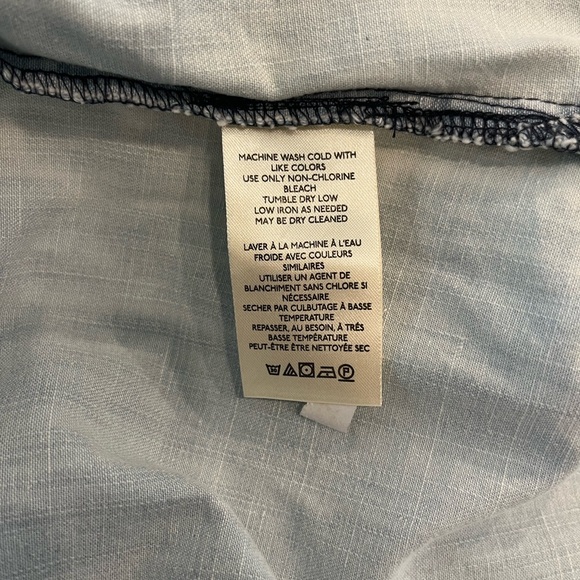 MACHINE WASH COLD WITH
LIKE COLORS
USE ONLY NON-CHLORINE
BLEACH
TUMBLE DRY LOW
LOW IRON AS NEEDED
MAY BE DRY CLEANED
LAVER À LA MACHINE À L'EAU
FROIDE AVEC COULEURS
SIMILAIRES
UTILISER UN AGENT DE
BLANCHIMENT SANS CHLORE SI
NÉCESSAIRE
SECHER PAR CULBUTAGE À BASSE
TEMPERATURE
REPASSER, AU BESOIN, À TRÉS
BASSE TEMPÉRATURE
PEUT-ÊTRE ÊTRE NETTOYÉE SEC
P